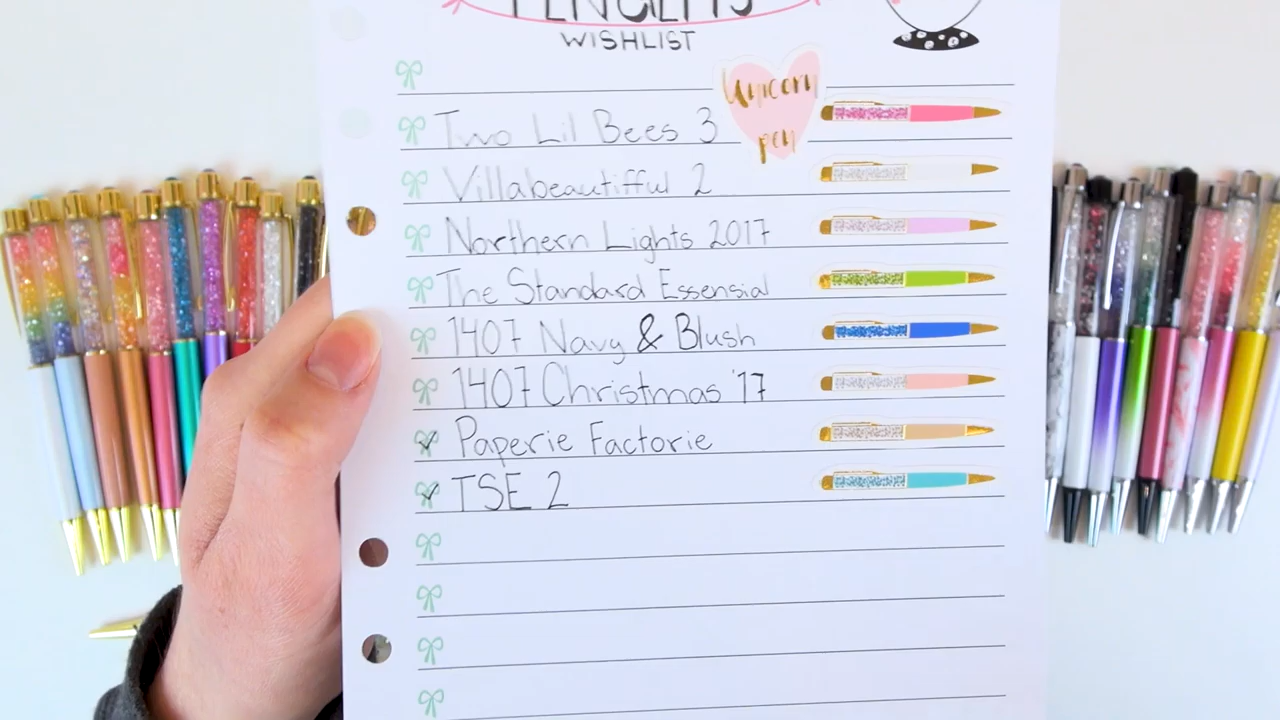 WISHLIST
Unicorn pen
Two Lil Bees 3
Villabeautifful 2
Northern Lights 2017
The Standard Essensial
1407 Navy & Blush
1407 Christmas '17
Paperie Factorie
TSE 2